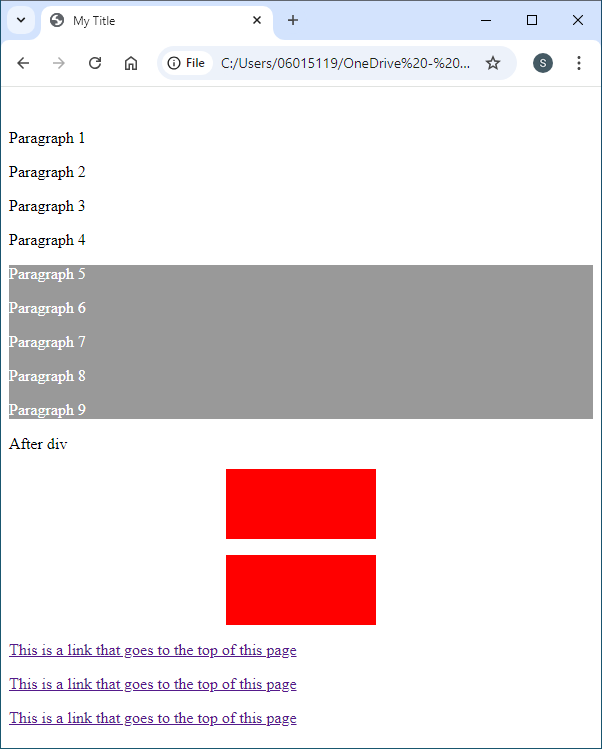 My Title
File
C:/Users/06015119/OneDrive%20-%20...
S
Paragraph 1
Paragraph 2
Paragraph 3
Paragraph 4
Paragraph 5
Paragraph 6
Paragraph 7
Paragraph 8
Paragraph 9
After div
This is a link that goes to the top of this page
This is a link that goes to the top of this page
This is a link that goes to the top of this page